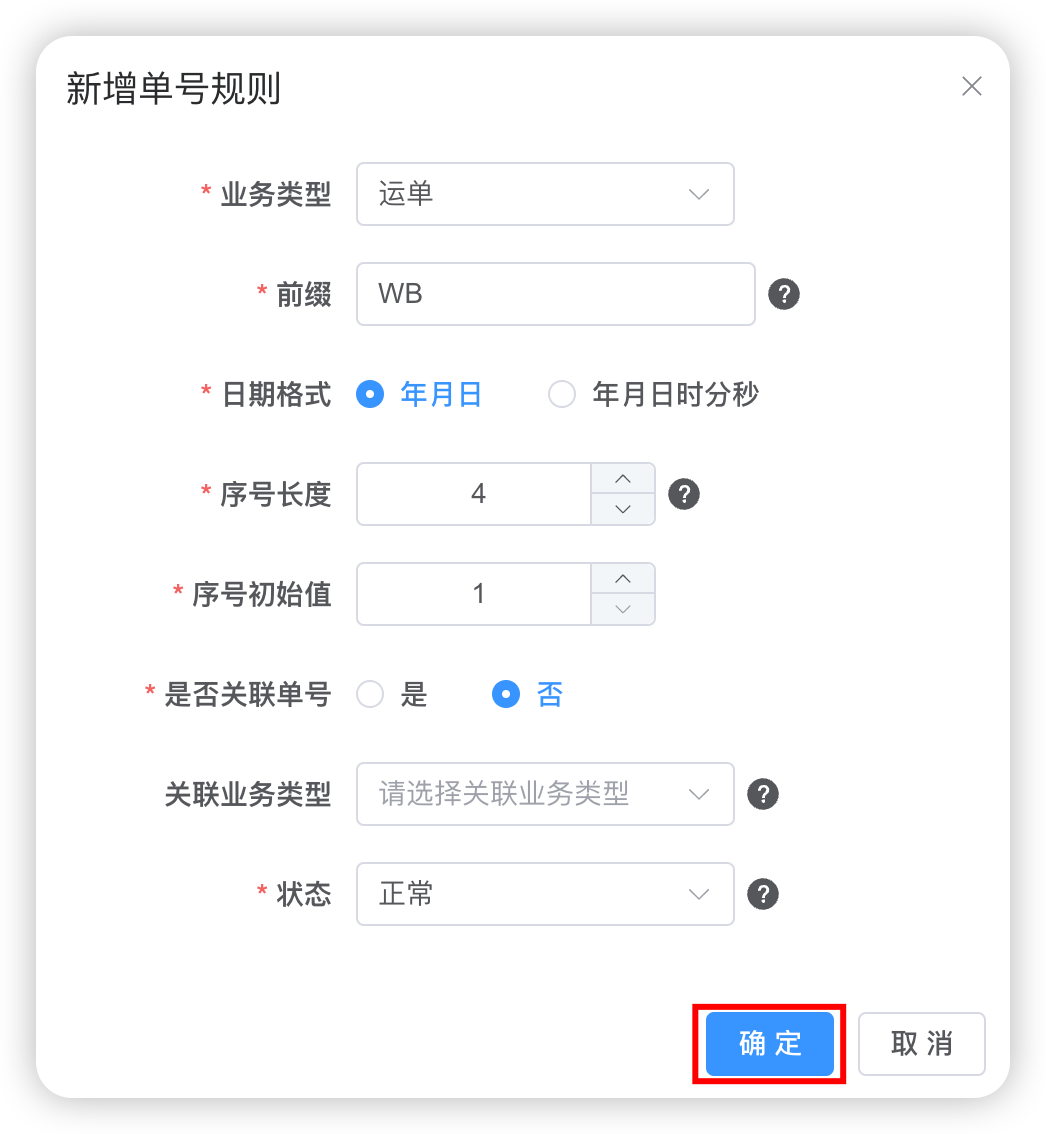 新增单号规则
* 业务类型 运单
* 前缀 WB ?
* 日期格式 年月日 年月日时分秒
* 序号长度 4 ?
* 序号初始值 1
* 是否关联单号 是 否
关联业务类型 请选择关联业务类型 ?
* 状态 正常 ?
确 定 取 消